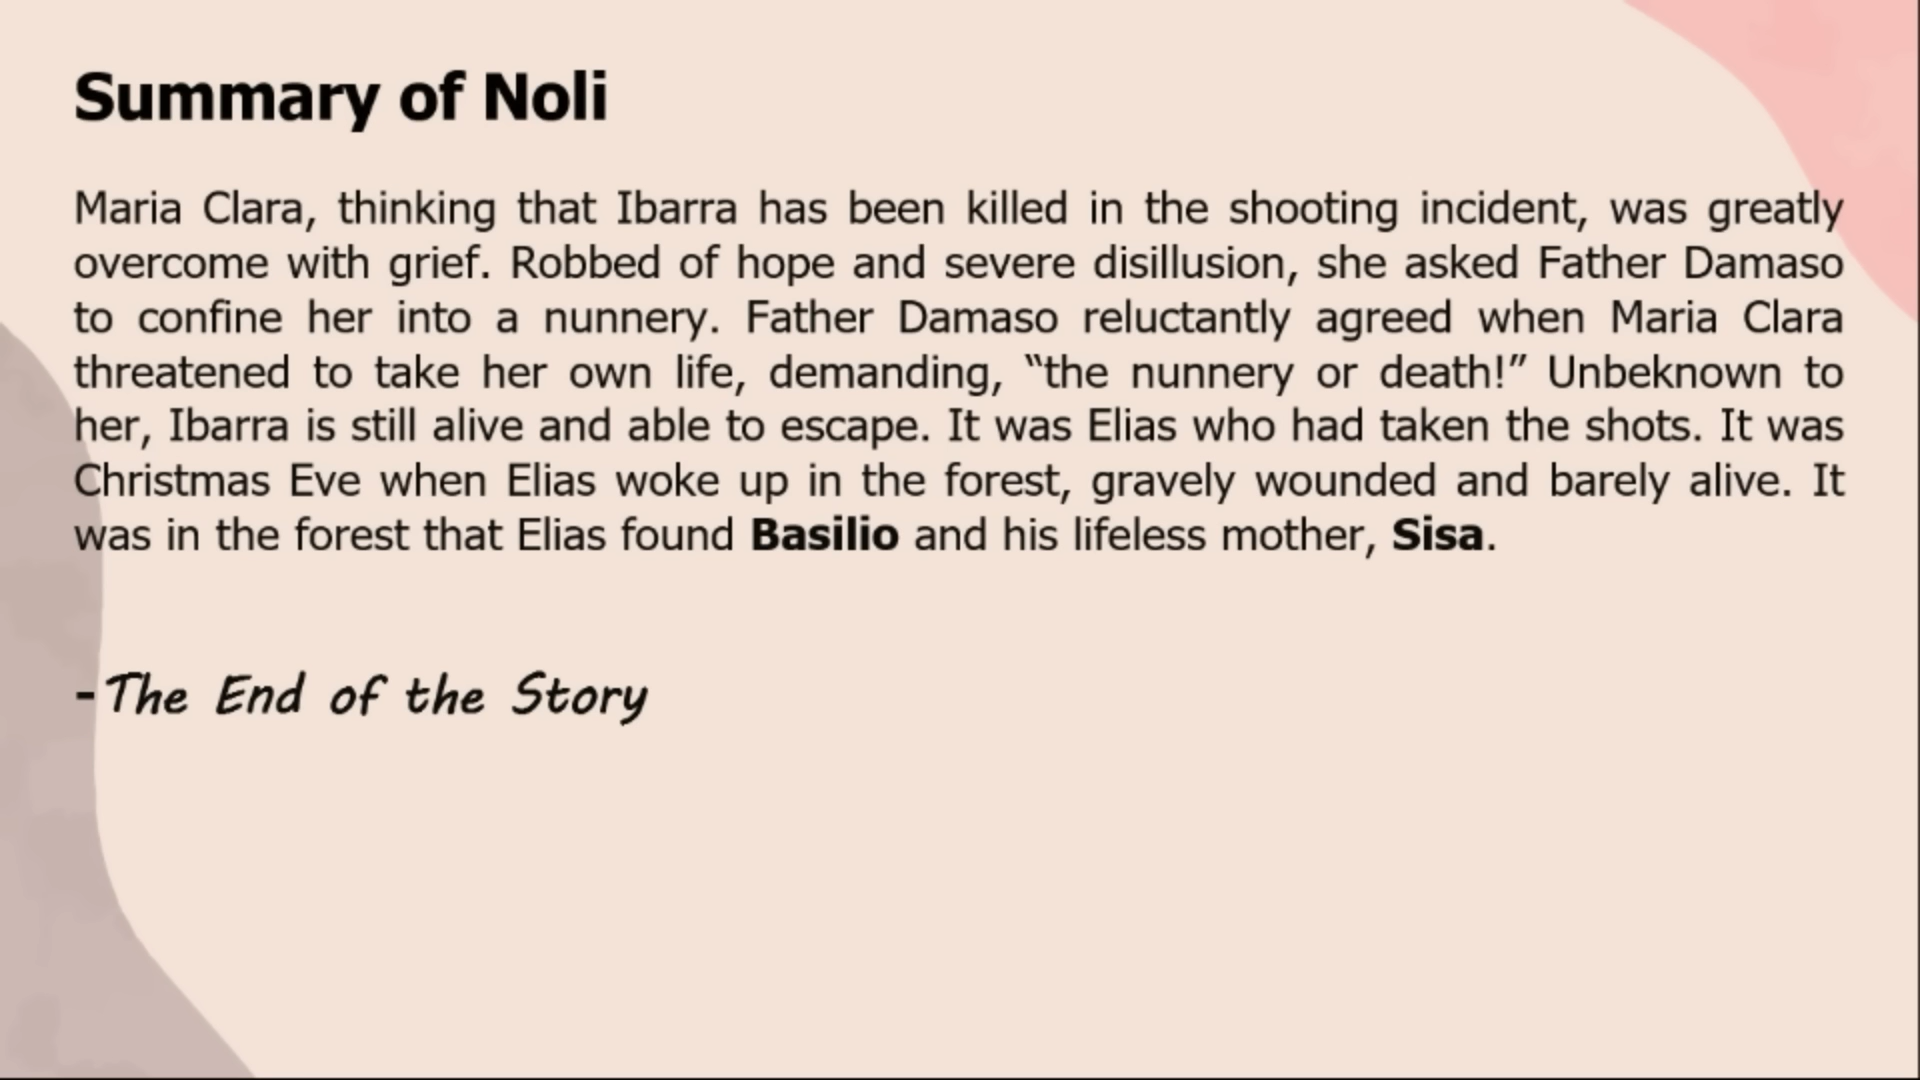 Summary of Noli
Maria Clara, thinking that Ibarra has been killed in the shooting incident, was greatly
overcome with grief. Robbed of hope and severe disillusion, she asked Father Damaso
to confine her into a nunnery. Father Damaso reluctantly agreed when Maria Clara
threatened to take her own life, demanding, “the nunnery or death!” Unbeknown to
her, Ibarra is still alive and able to escape. It was Elias who had taken the shots. It was
Christmas Eve when Elias woke up in the forest, gravely wounded and barely alive. It
was in the forest that Elias found Basilio and his lifeless mother, Sisa.
-The End of the Story